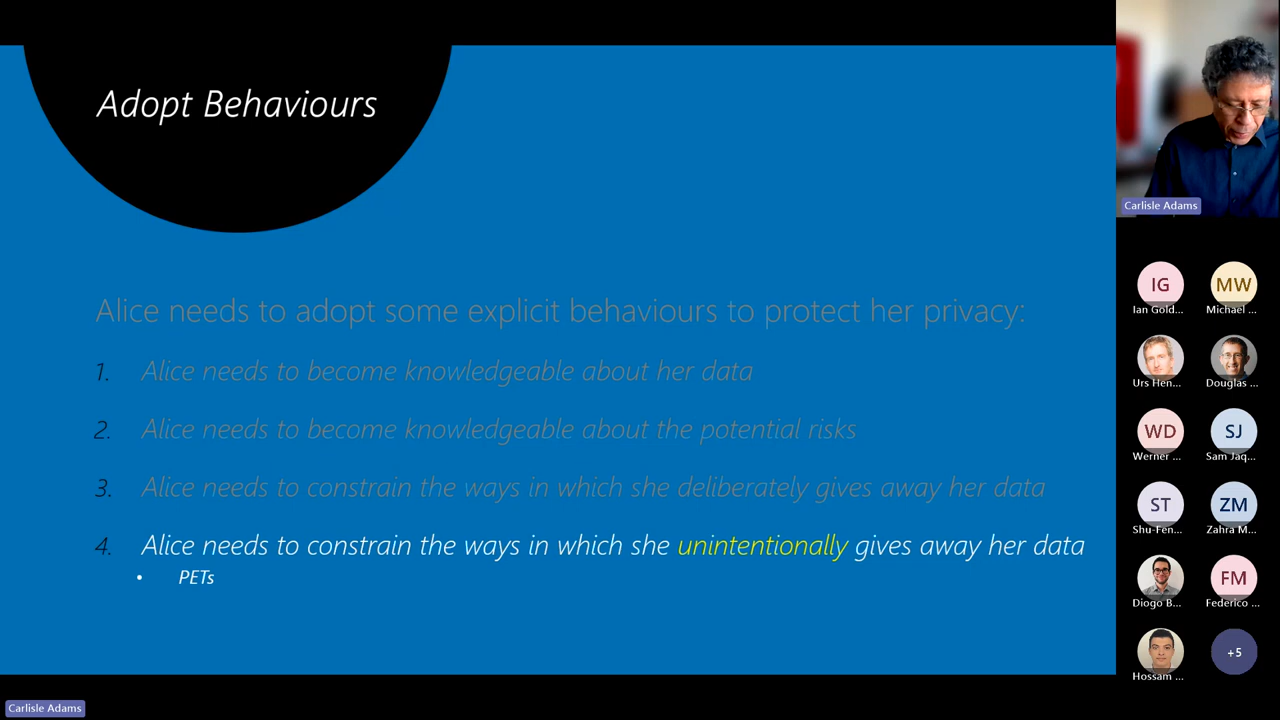 Adopt Behaviours
Alice needs to adopt some explicit behaviours to protect her privacy:
1. Alice needs to become knowledgeable about her data
2. Alice needs to become knowledgeable about the potential risks
3. Alice needs to constrain the ways in which she deliberately gives away her data
4. Alice needs to constrain the ways in which she unintentionally gives away her data
• PETs
Carlisle Adams
Carlisle Adams
IG
MW
Ian Gold...
Michael ...
Urs Hen...
Douglas ...
WD
SJ
Werner ...
Sam Jaq...
ST
ZM
Shu-Fen...
Zahra M...
FM
Diogo B...
Federico ...
+5
Hossam ...